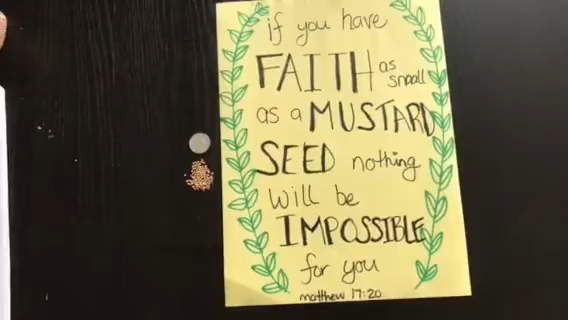 if you have
FAITH as small
as a MUSTARD
SEED nothing
will be
IMPOSSIBLE
for you
matthew 17:20